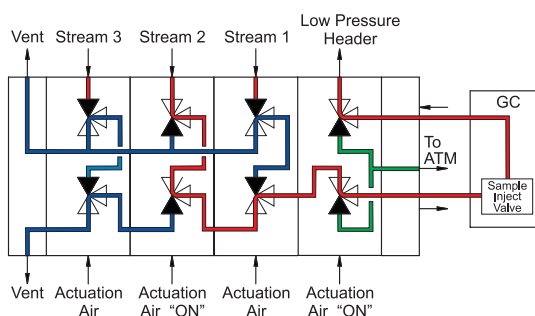 Vent
Stream 3
Stream 2
Stream 1
Low Pressure
Header
GC
To
ATM
Sample
Inject
Valve
Vent
Actuation
Air
Actuation
Air "ON"
Actuation
Air
Actuation
Air "ON"